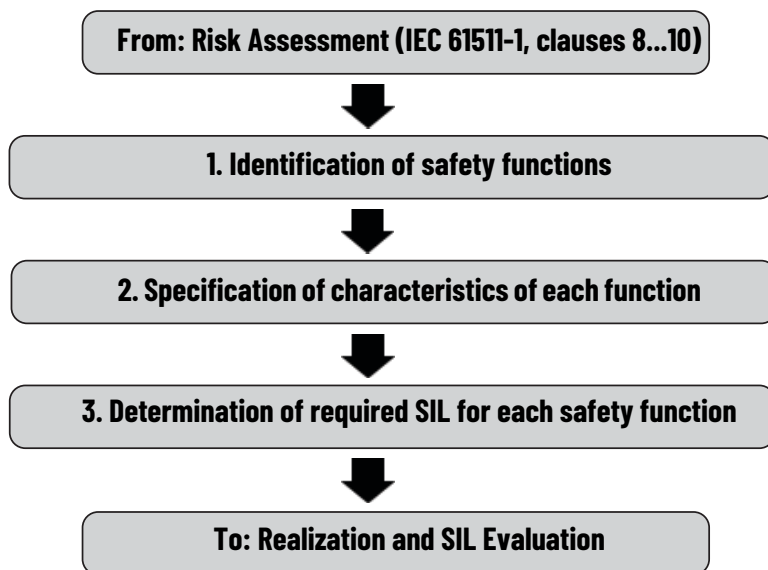 From: Risk Assessment (IEC 61511-1, clauses 8...10)
1. Identification of safety functions
2. Specification of characteristics of each function
3. Determination of required SIL for each safety function
To: Realization and SIL Evaluation